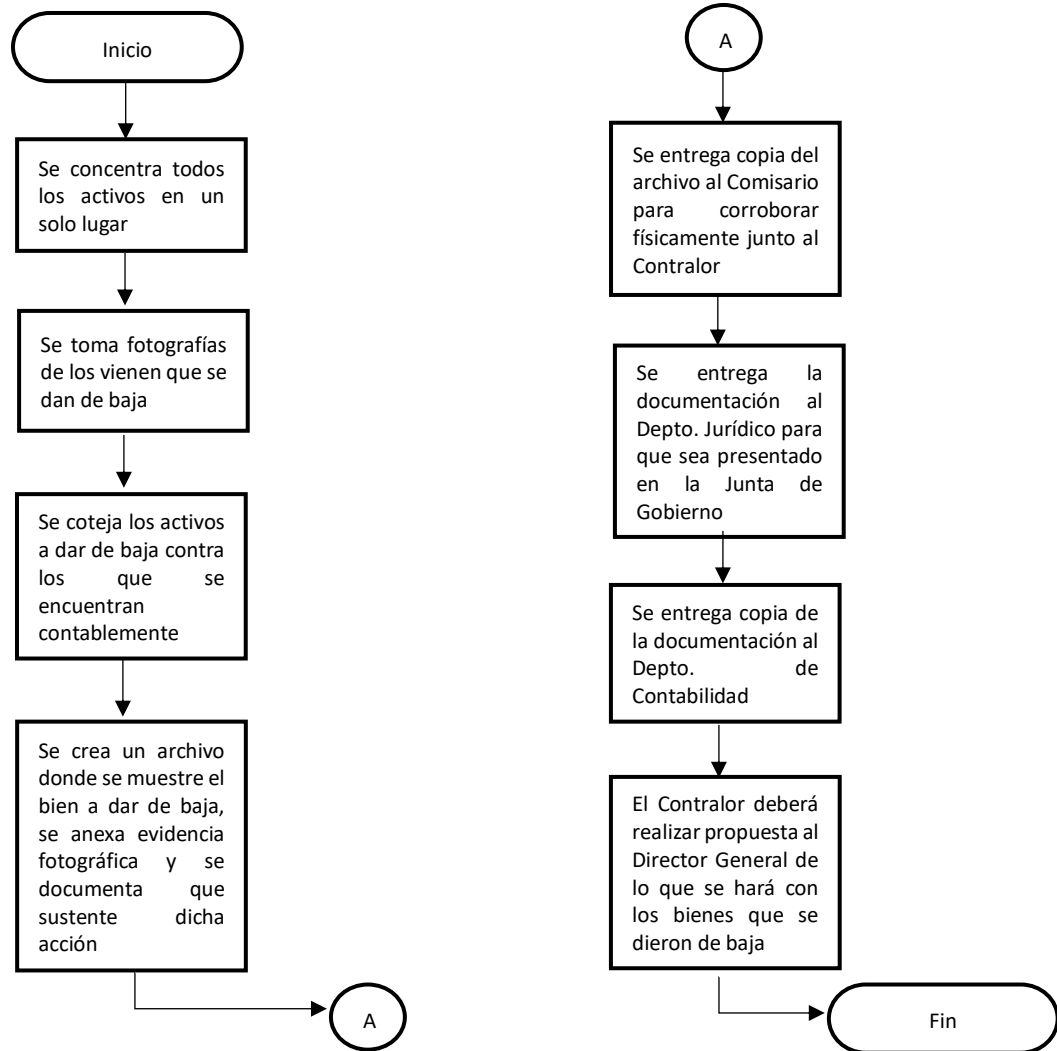 Inicio
Se concentra todos
los activos en un
solo lugar
Se toma fotografías
de los vienen que se
dan de baja
Se coteja los activos
a dar de baja contra
los que se
encuentran
contablemente
Se crea un archivo
donde se muestre el
bien a dar de baja,
se anexa evidencia
fotográfica y se
documenta que
sustente dicha
acción
A
A
Se entrega copia del
archivo al Comisario
para corroborar
físicamente junto al
Contralor
Se entrega la
documentación al
Depto. Jurídico para
que sea presentado
en la Junta de
Gobierno
Se entrega copia de
la documentación al
Depto. de
Contabilidad
El Contralor deberá
realizar propuesta al
Director General de
lo que se hará con
los bienes que se
dieron de baja
Fin